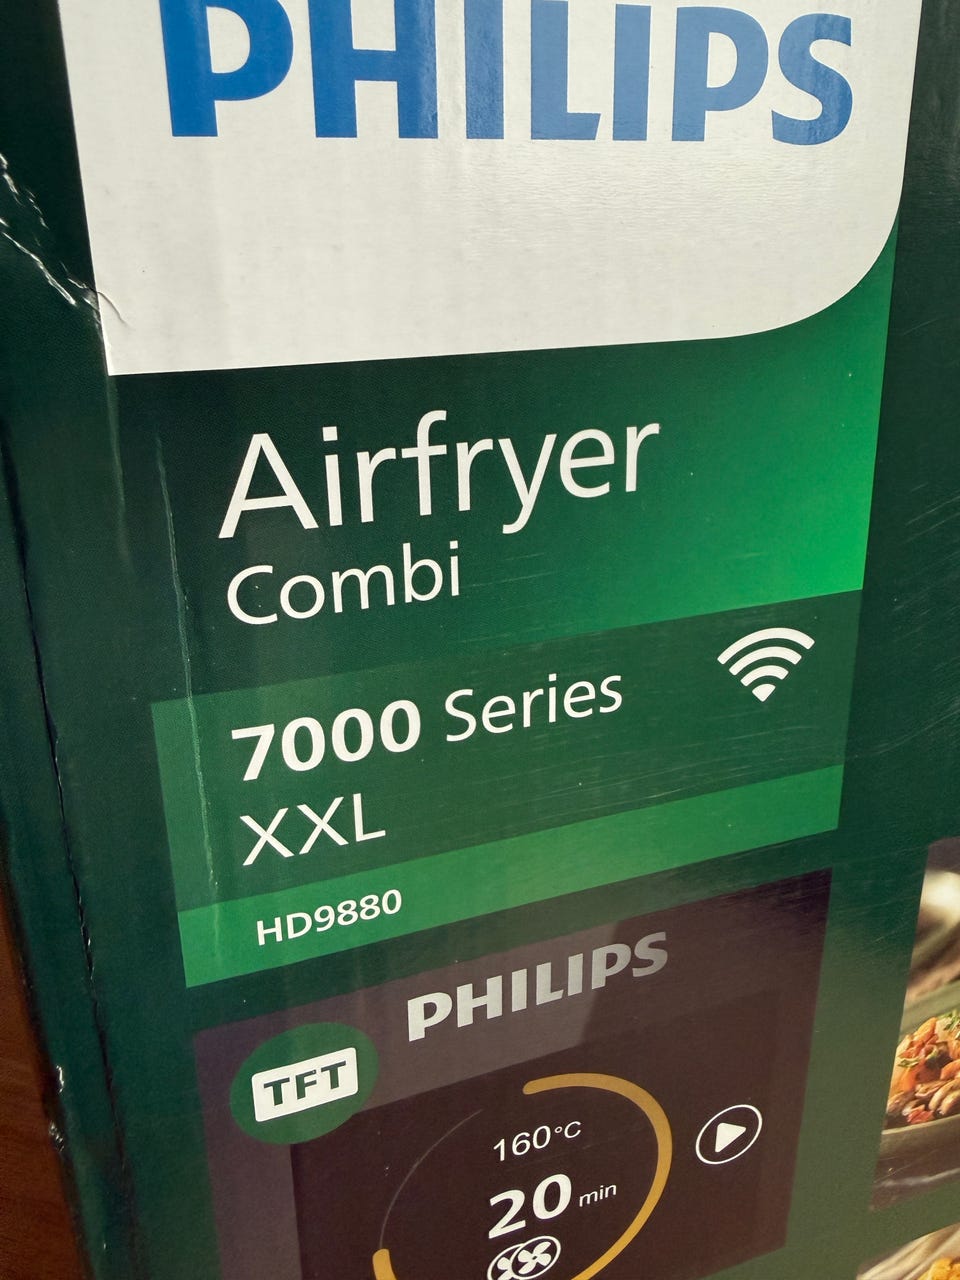 PHILIPS
Airfryer
Combi
7000 Series
XXL
HD9880
PHILIPS
TFT
160°C
20 min